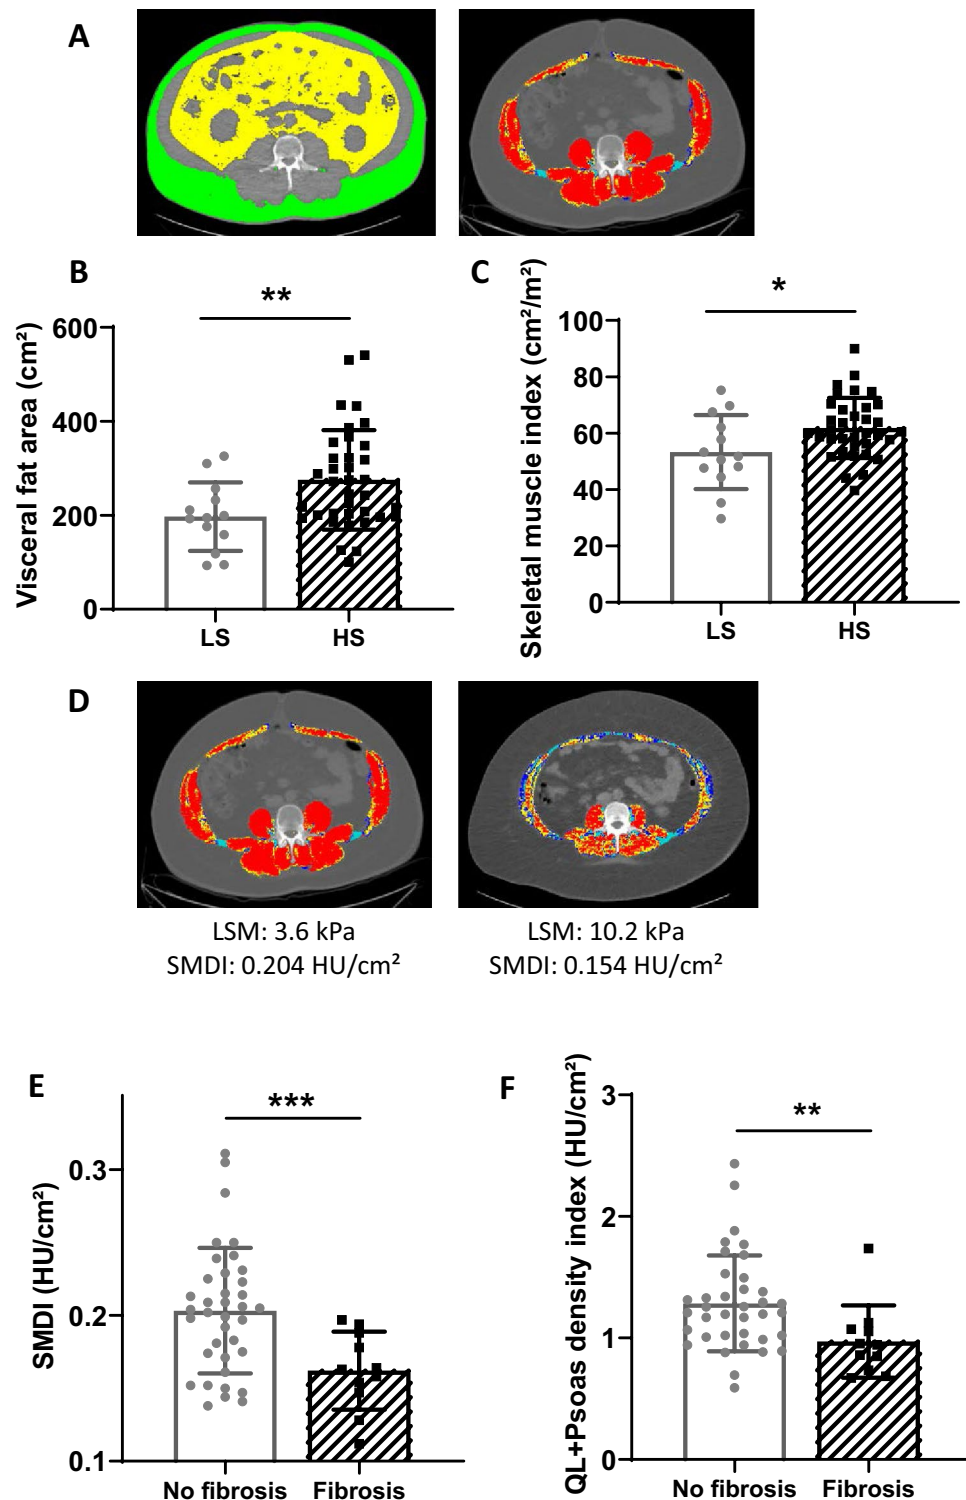 A
B
**
Visceral fat area (cm²)
600
400
200
0
LS
HS
C
*
Skeletal muscle index (cm²/m²)
100
80
60
40
20
0
LS
HS
D
LSM: 3.6 kPa
SMDI: 0.204 HU/cm²
LSM: 10.2 kPa
SMDI: 0.154 HU/cm²
E
***
SMDI (HU/cm²)
0.3
0.2
0.1
No fibrosis
Fibrosis
F
**
QL+Psoas density index (HU/cm²)
3
2
1
0
No fibrosis
Fibrosis